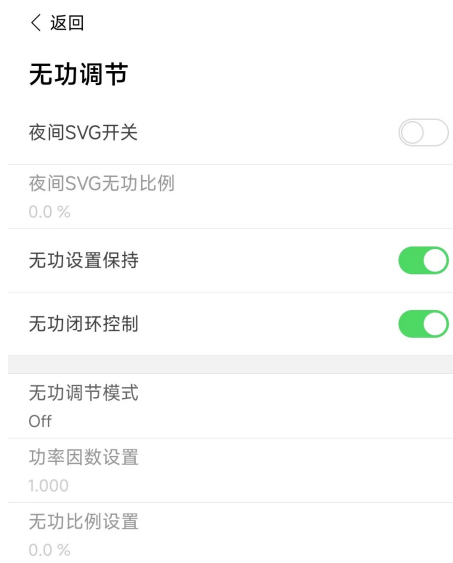 返回
无功调节
夜间SVG开关
夜间SVG无功比例
0.0 %
无功设置保持
无功闭环控制
无功调节模式
Off
功率因数设置
1.000
无功比例设置
0.0 %